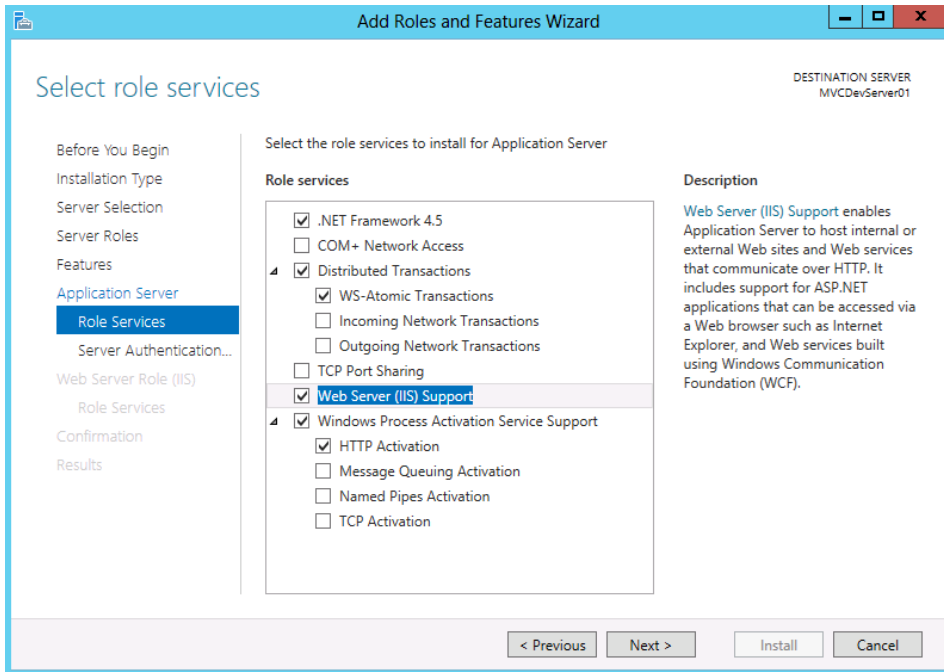 Add Roles and Features Wizard
Select role services
DESTINATION SERVER
MVCDevServer01
Before You Begin
Installation Type
Server Selection
Server Roles
Features
Application Server
Role Services
Server Authentication...
Web Server Role (IIS)
Role Services
Confirmation
Results
Select the role services to install for Application Server
Role services
.NET Framework 4.5
COM+ Network Access
Distributed Transactions
WS-Atomic Transactions
Incoming Network Transactions
Outgoing Network Transactions
TCP Port Sharing
Web Server (IIS) Support
Windows Process Activation Service Support
HTTP Activation
Message Queuing Activation
Named Pipes Activation
TCP Activation
Description
Web Server (IIS) Support enables
Application Server to host internal or
external Web sites and Web services
that communicate over HTTP. It
includes support for ASP.NET
applications that can be accessed via
a Web browser such as Internet
Explorer, and Web services built
using Windows Communication
Foundation (WCF).
< Previous
Next >
Install
Cancel